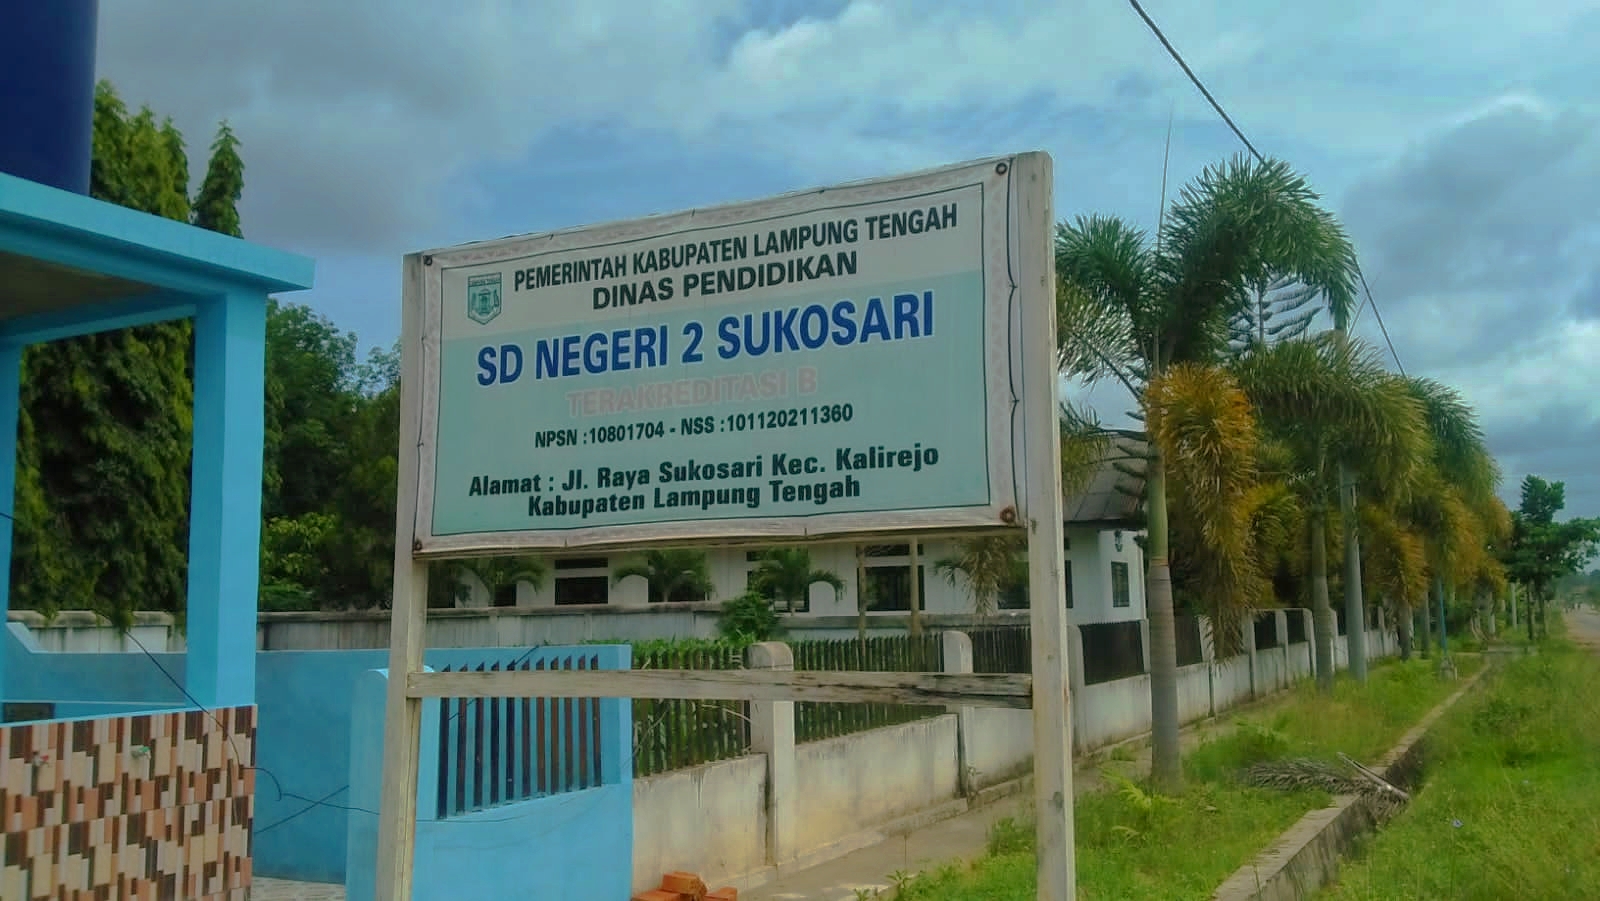 PEMERINTAH KABUPATEN LAMPUNG TENGAH
DINAS PENDIDIKAN
SD NEGERI 2 SUKOSARI
TERAKREDITASI B
NPSN :10801704 - NSS :101120211360
Alamat : Jl. Raya Sukosari Kec. Kalirejo
Kabupaten Lampung Tengah